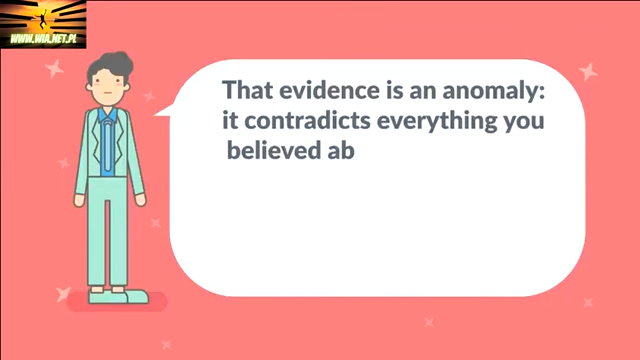 WWW.WIA.NET.PL
That evidence is an anomaly:
it contradicts everything you
believed ab